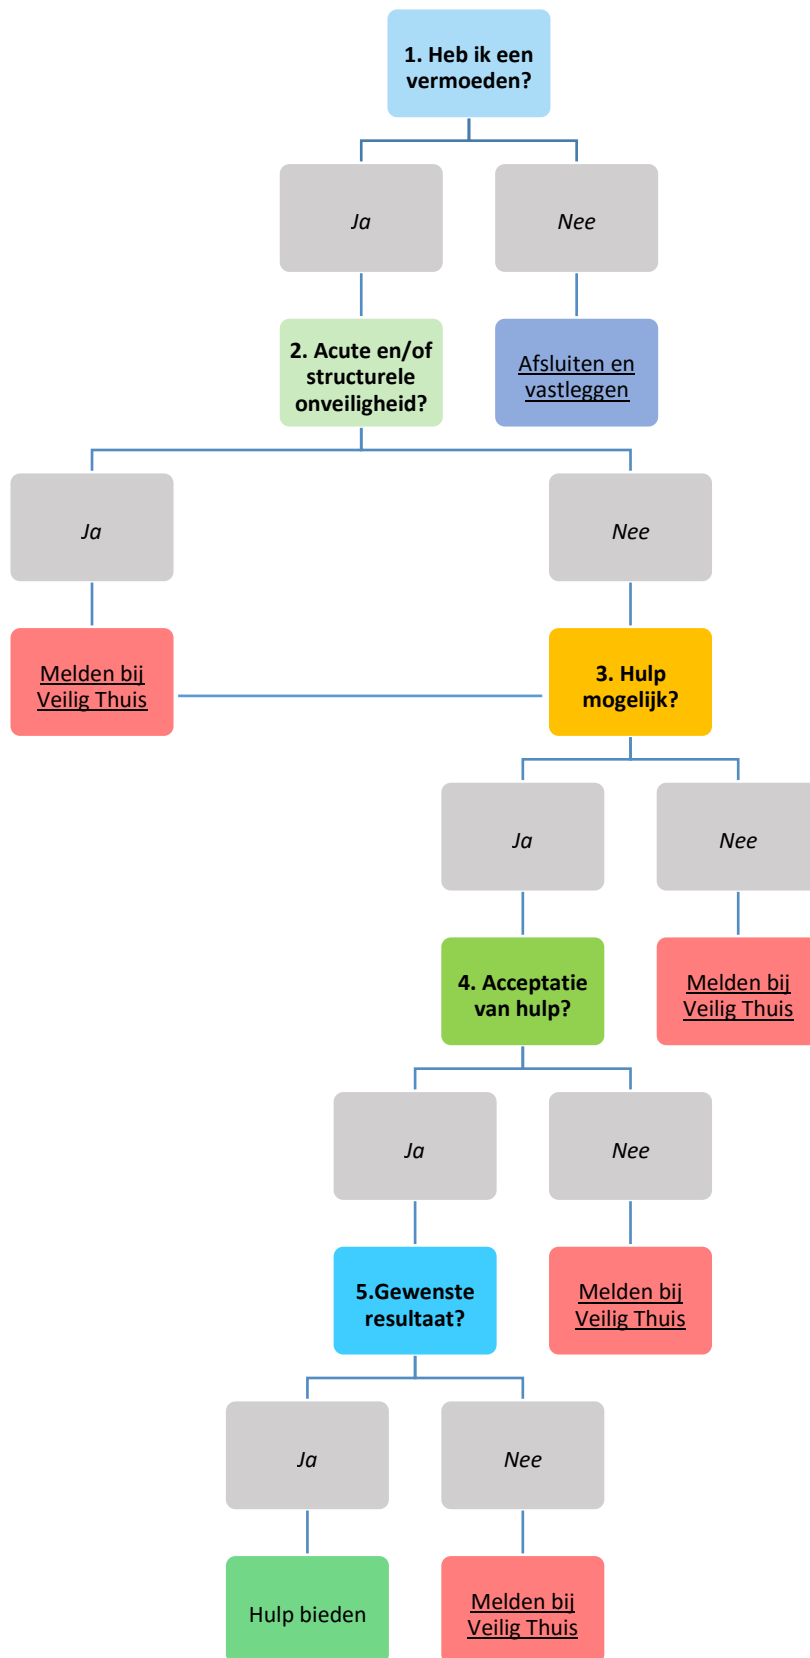 1. Heb ik een
vermoeden?
Ja
Nee
2. Acute en/of
structurele
onveiligheid?
Afsluiten en
vastleggen
Ja
Nee
Melden bij
Veilig Thuis
3. Hulp
mogelijk?
Ja
Nee
4. Acceptatie
van hulp?
Melden bij
Veilig Thuis
Ja
Nee
5.Gewenste
resultaat?
Melden bij
Veilig Thuis
Ja
Nee
Hulp bieden
Melden bij
Veilig Thuis